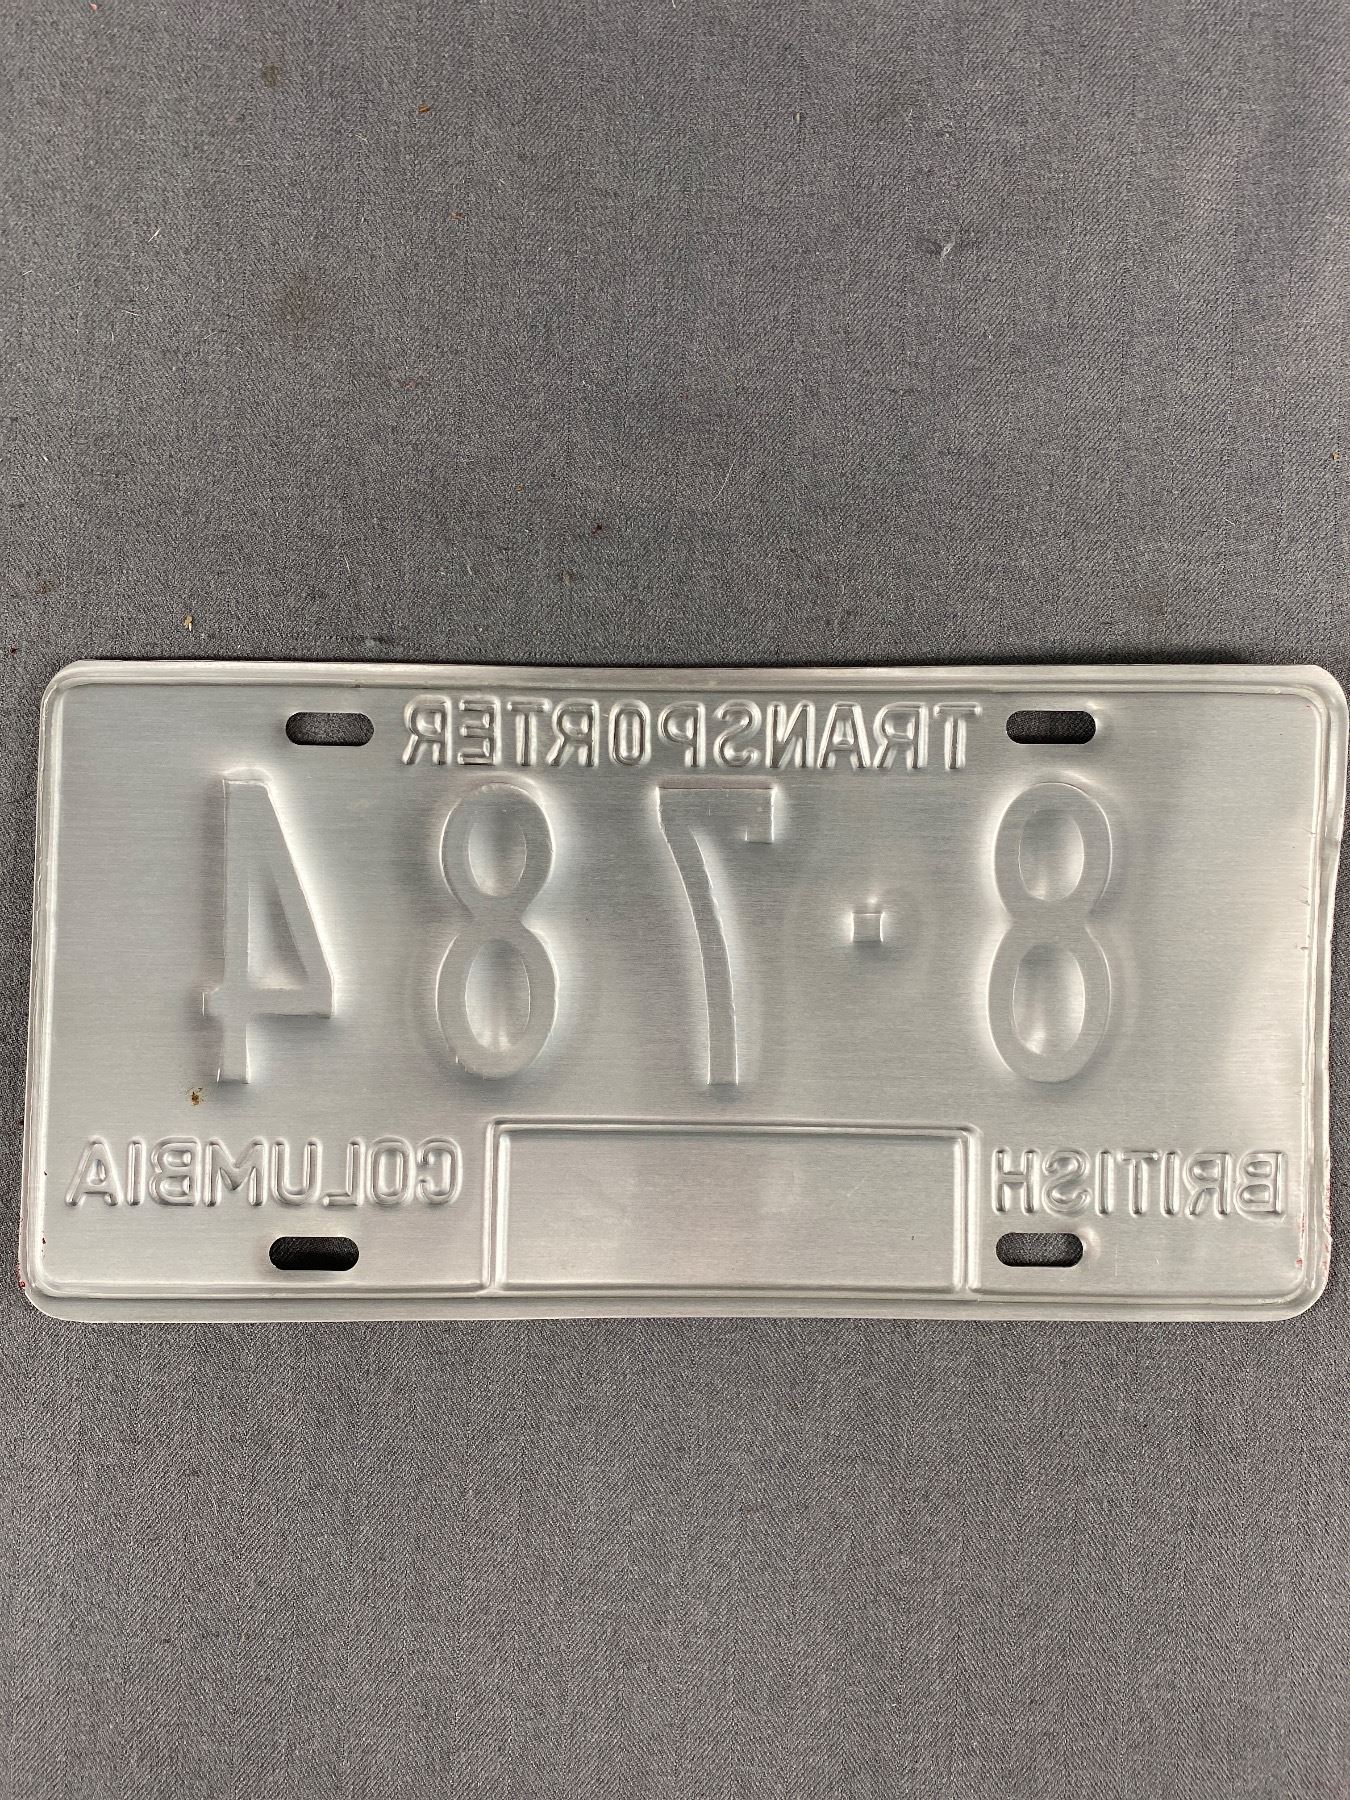 TRANSPORTER
8·784
BRITISH COLUMBIA